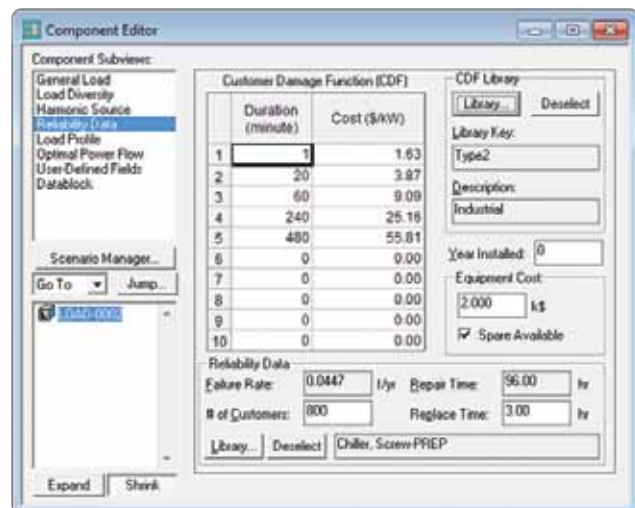 Component Editor
Component Subviews:
General Load
Load Diversity
Harmonic Source
Reliability Data
Load Profile
Optimal Power Flow
User-Defined Fields
Datablock
Scenario Manager...
Go To Jump...
LOAD-0002
Expand Shrink
Customer Damage Function (CDF)
Duration (minute) Cost ($/kW)
1 1 1.63
2 20 3.87
3 60 9.09
4 240 25.16
5 480 55.81
6 0 0.00
7 0 0.00
8 0 0.00
9 0 0.00
10 0 0.00
CDF Library
Library... Deselect
Library Key:
Type2
Description:
Industrial
Year Installed: 0
Equipment Cost:
2.000 k$
Spare Available
Reliability Data
Failure Rate: 0.0447 1/yr Repair Time: 96.00 hr
# of Customers: 800 Replace Time: 3.00 hr
Library... Deselect Chiller, Screw-PREP